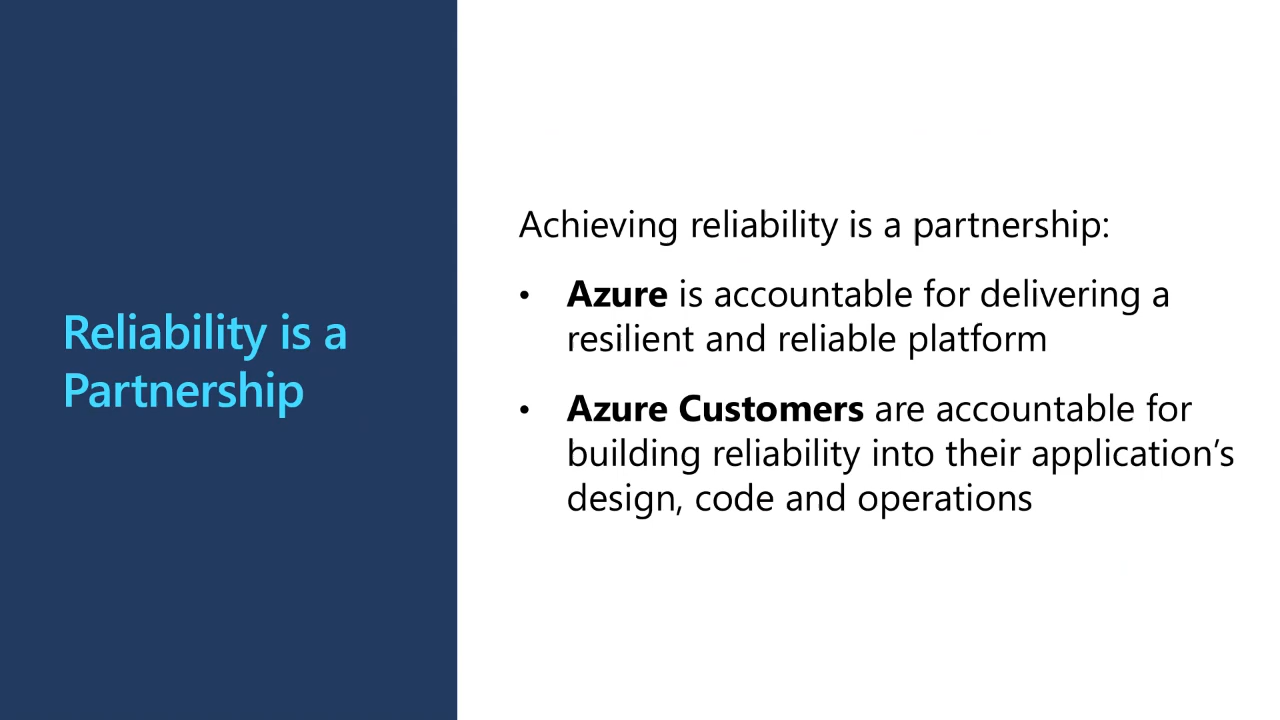 Reliability is a
Partnership
Achieving reliability is a partnership:
• Azure is accountable for delivering a
resilient and reliable platform
• Azure Customers are accountable for
building reliability into their application’s
design, code and operations